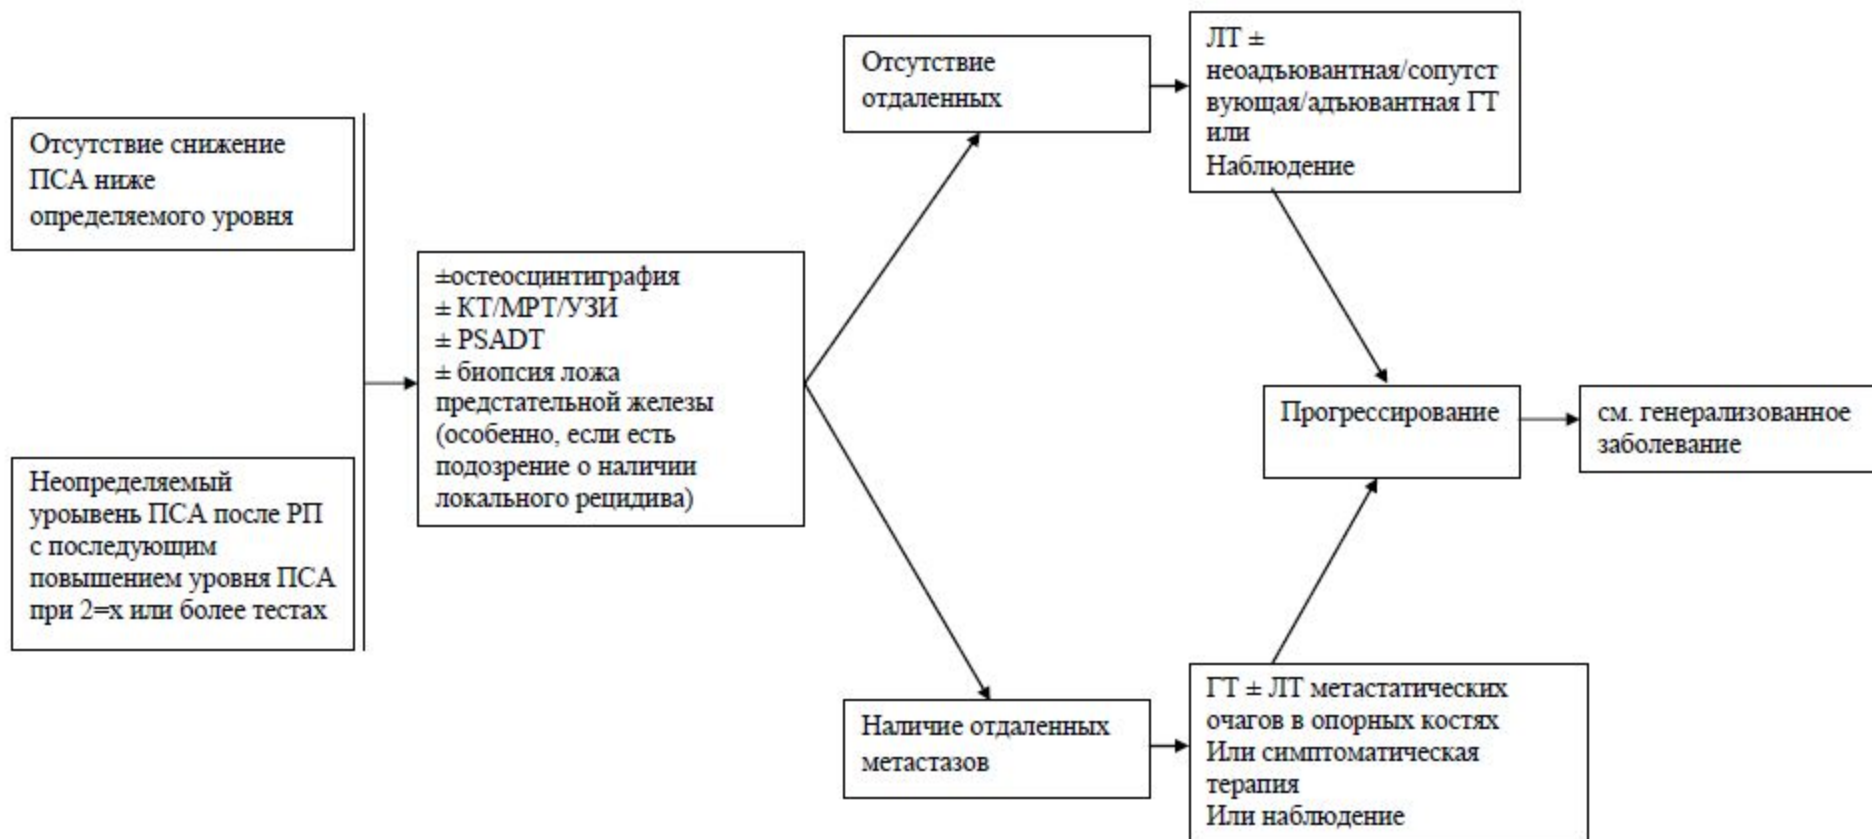 Отсутствие снижение
ПСА ниже
определяемого уровня
Неопределяемый
уроывень ПСА после РП
с последующим
повышением уровня ПСА
при 2=х или более тестах
±остеосцинтиграфия
± КТ/МРТ/УЗИ
± PSADT
± биопсия ложа
предстательной железы
(особенно, если есть
подозрение о наличии
локального рецидива)
Отсутствие
отдаленных
ЛТ ±
неоадъювантная/сопутст
вующая/адъювантная ГТ
или
Наблюдение
Наличие отдаленных
метастазов
ГТ ± ЛТ метастатических
очагов в опорных костях
Или симптоматическая
терапия
Или наблюдение
Прогрессирование
см. генерализованное
заболевание